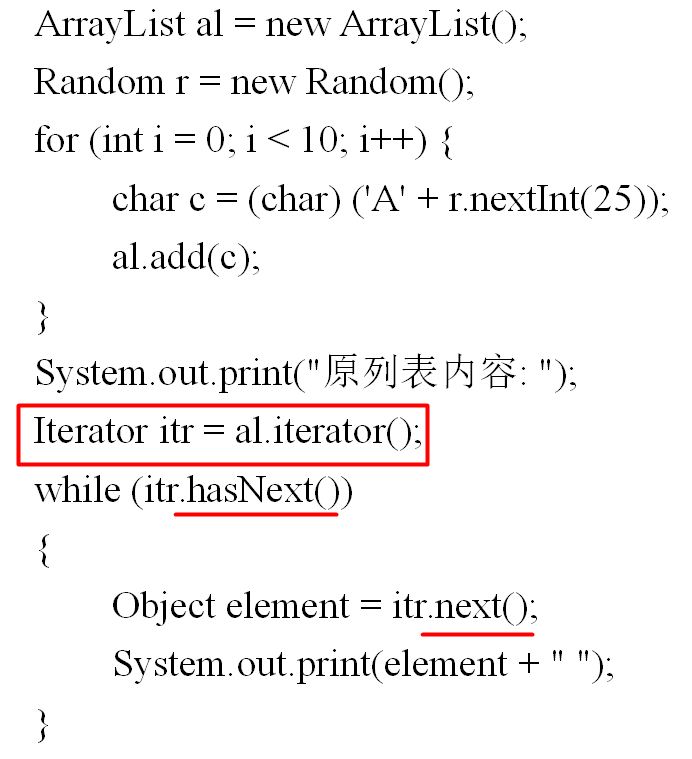 ArrayList al = new ArrayList();
Random r = new Random();
for (int i = 0; i < 10; i++) {
char c = (char) ('A' + r.nextInt(25));
al.add(c);
}
System.out.print("原列表内容: ");
Iterator itr = al.iterator();
while (itr.hasNext())
{
Object element = itr.next();
System.out.print(element + " ");
}